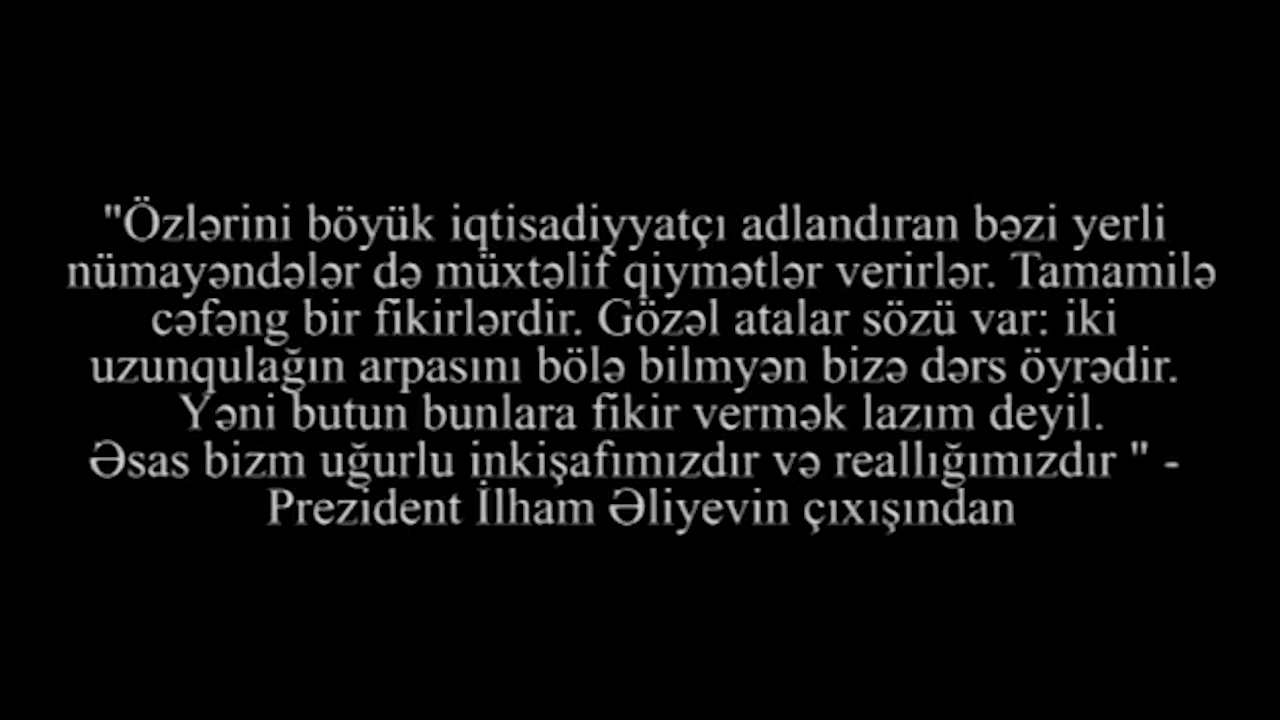 "Özlərini böyük iqtisadiyyatçı adlandıran bəzi yerli
nümayəndələr də müxtəlif qiymətlər verirlər. Tamamilə
cəfəng bir fikirlərdir. Gözəl atalar sözü var: iki
uzunqulağın arpasını bölə bilmyən bizə dərs öyrədir.
Yəni butun bunlara fikir vermək lazım deyil.
Əsas bizm uğurlu inkişafımızdır və reallığımızdır " -
Prezident İlham Əliyevin çıxışından